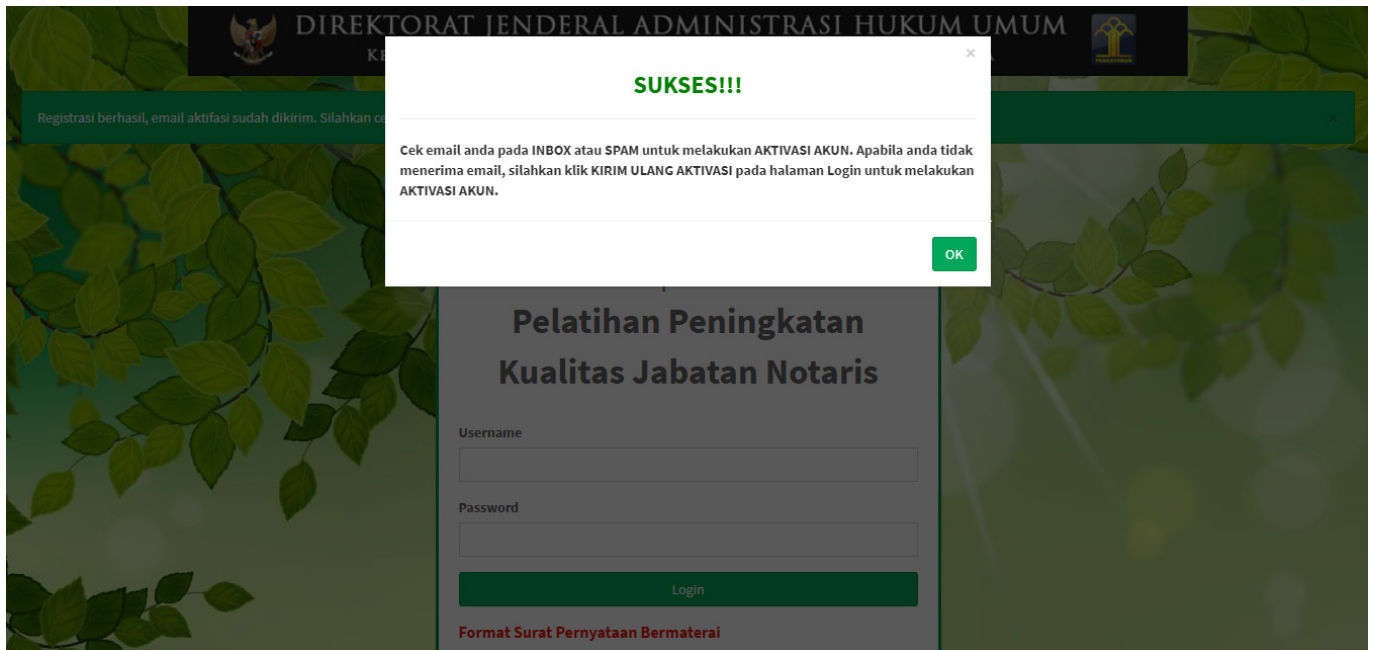 DIREKTORAT JENDERAL ADMINISTRASI HUKUM UMUM
×
SUKSES!!!
Registrasi berhasil, email aktifasi sudah dikirim. Silahkan
×
Cek email anda pada INBOX atau SPAM untuk melakukan AKTIVASI AKUN. Apabila anda tidak
menerima email, silahkan klik KIRIM ULANG AKTIVASI pada halaman Login untuk melakukan
AKTIVASI AKUN.
OK
Pelatihan Peningkatan
Kualitas Jabatan Notaris
Username
Password
Login
Format Surat Pernyataan Bermaterai